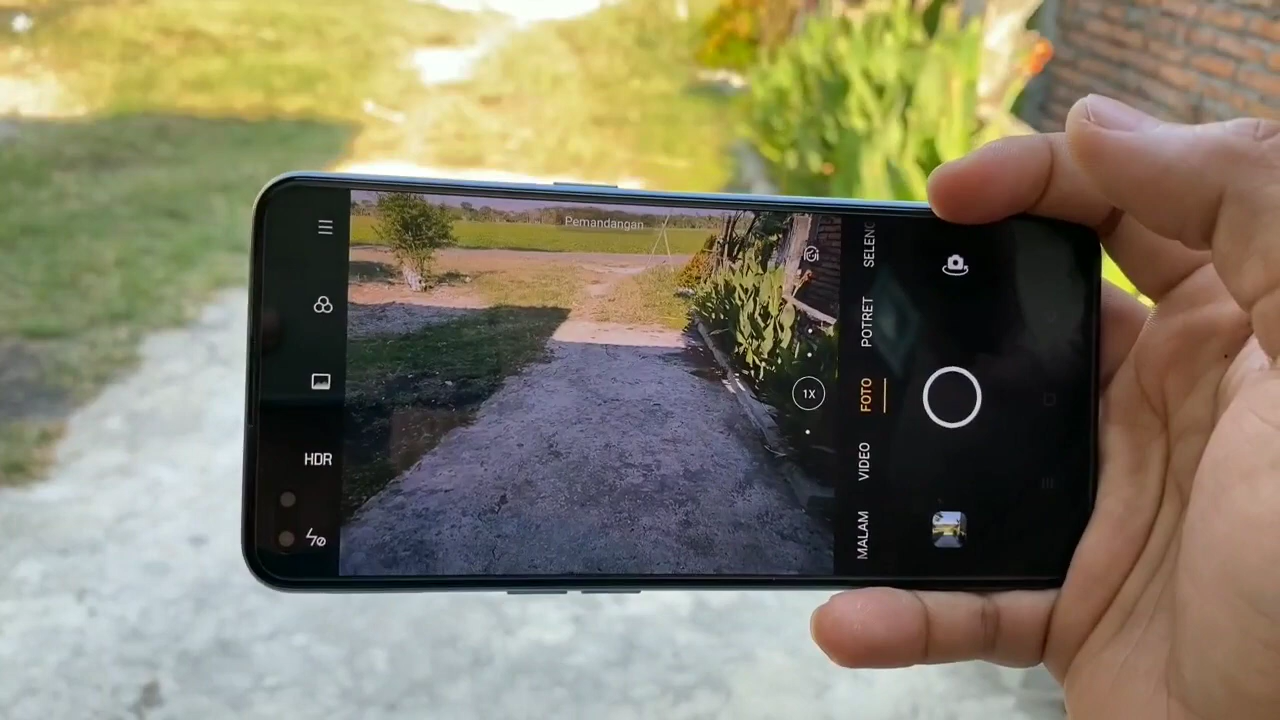 Pemandangan
HDR
1X
SELENG
POTRET
FOTO
VIDEO
MALAM